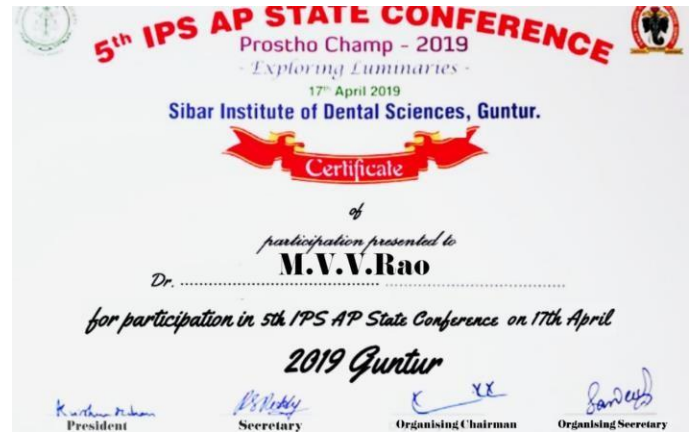 5th IPS AP STATE CONFERENCE
Prostho Champ - 2019
- Exploring Luminaries -
17th April 2019
Sibar Institute of Dental Sciences, Guntur.
Certificate
of
participation presented to
Dr. M.V.V.Rao
for participation in 5th IPS AP State Conference on 17th April
2019 Guntur
President Secretary Organising Chairman Organising Secretary